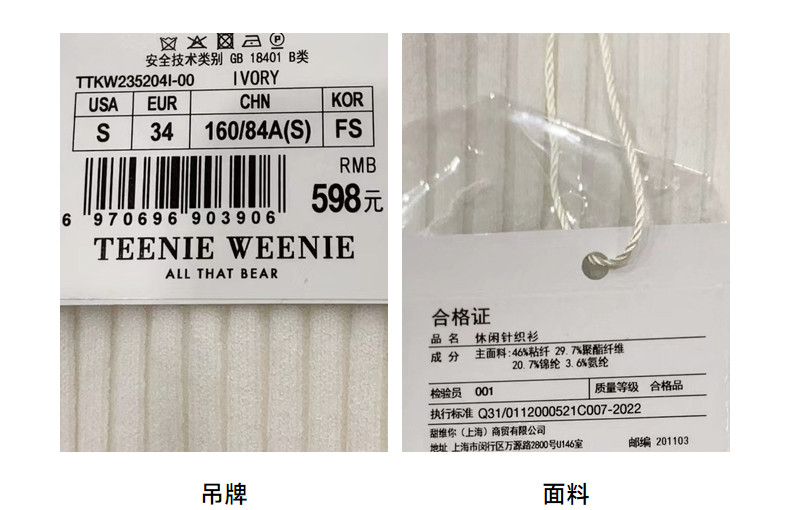 安全技术类别 GB 18401 B类
TTKW235204I-00 IVORY
USA EUR CHN KOR
S 34 160/84A(S) FS
RMB
598元
6 970696 903906
TEENIE WEENIE
ALL THAT BEAR
合格证
品名 休闲针织衫
成分 主面料:46%粘纤 29.7%聚酯纤维
20.7%锦纶 3.6%氨纶
检验员 001 质量等级 合格品
执行标准 Q31/0112000521C007-2022
甜维你（上海）商贸有限公司
地址 上海市闵行区万源路2800号U146室 邮编 201103
吊牌
面料